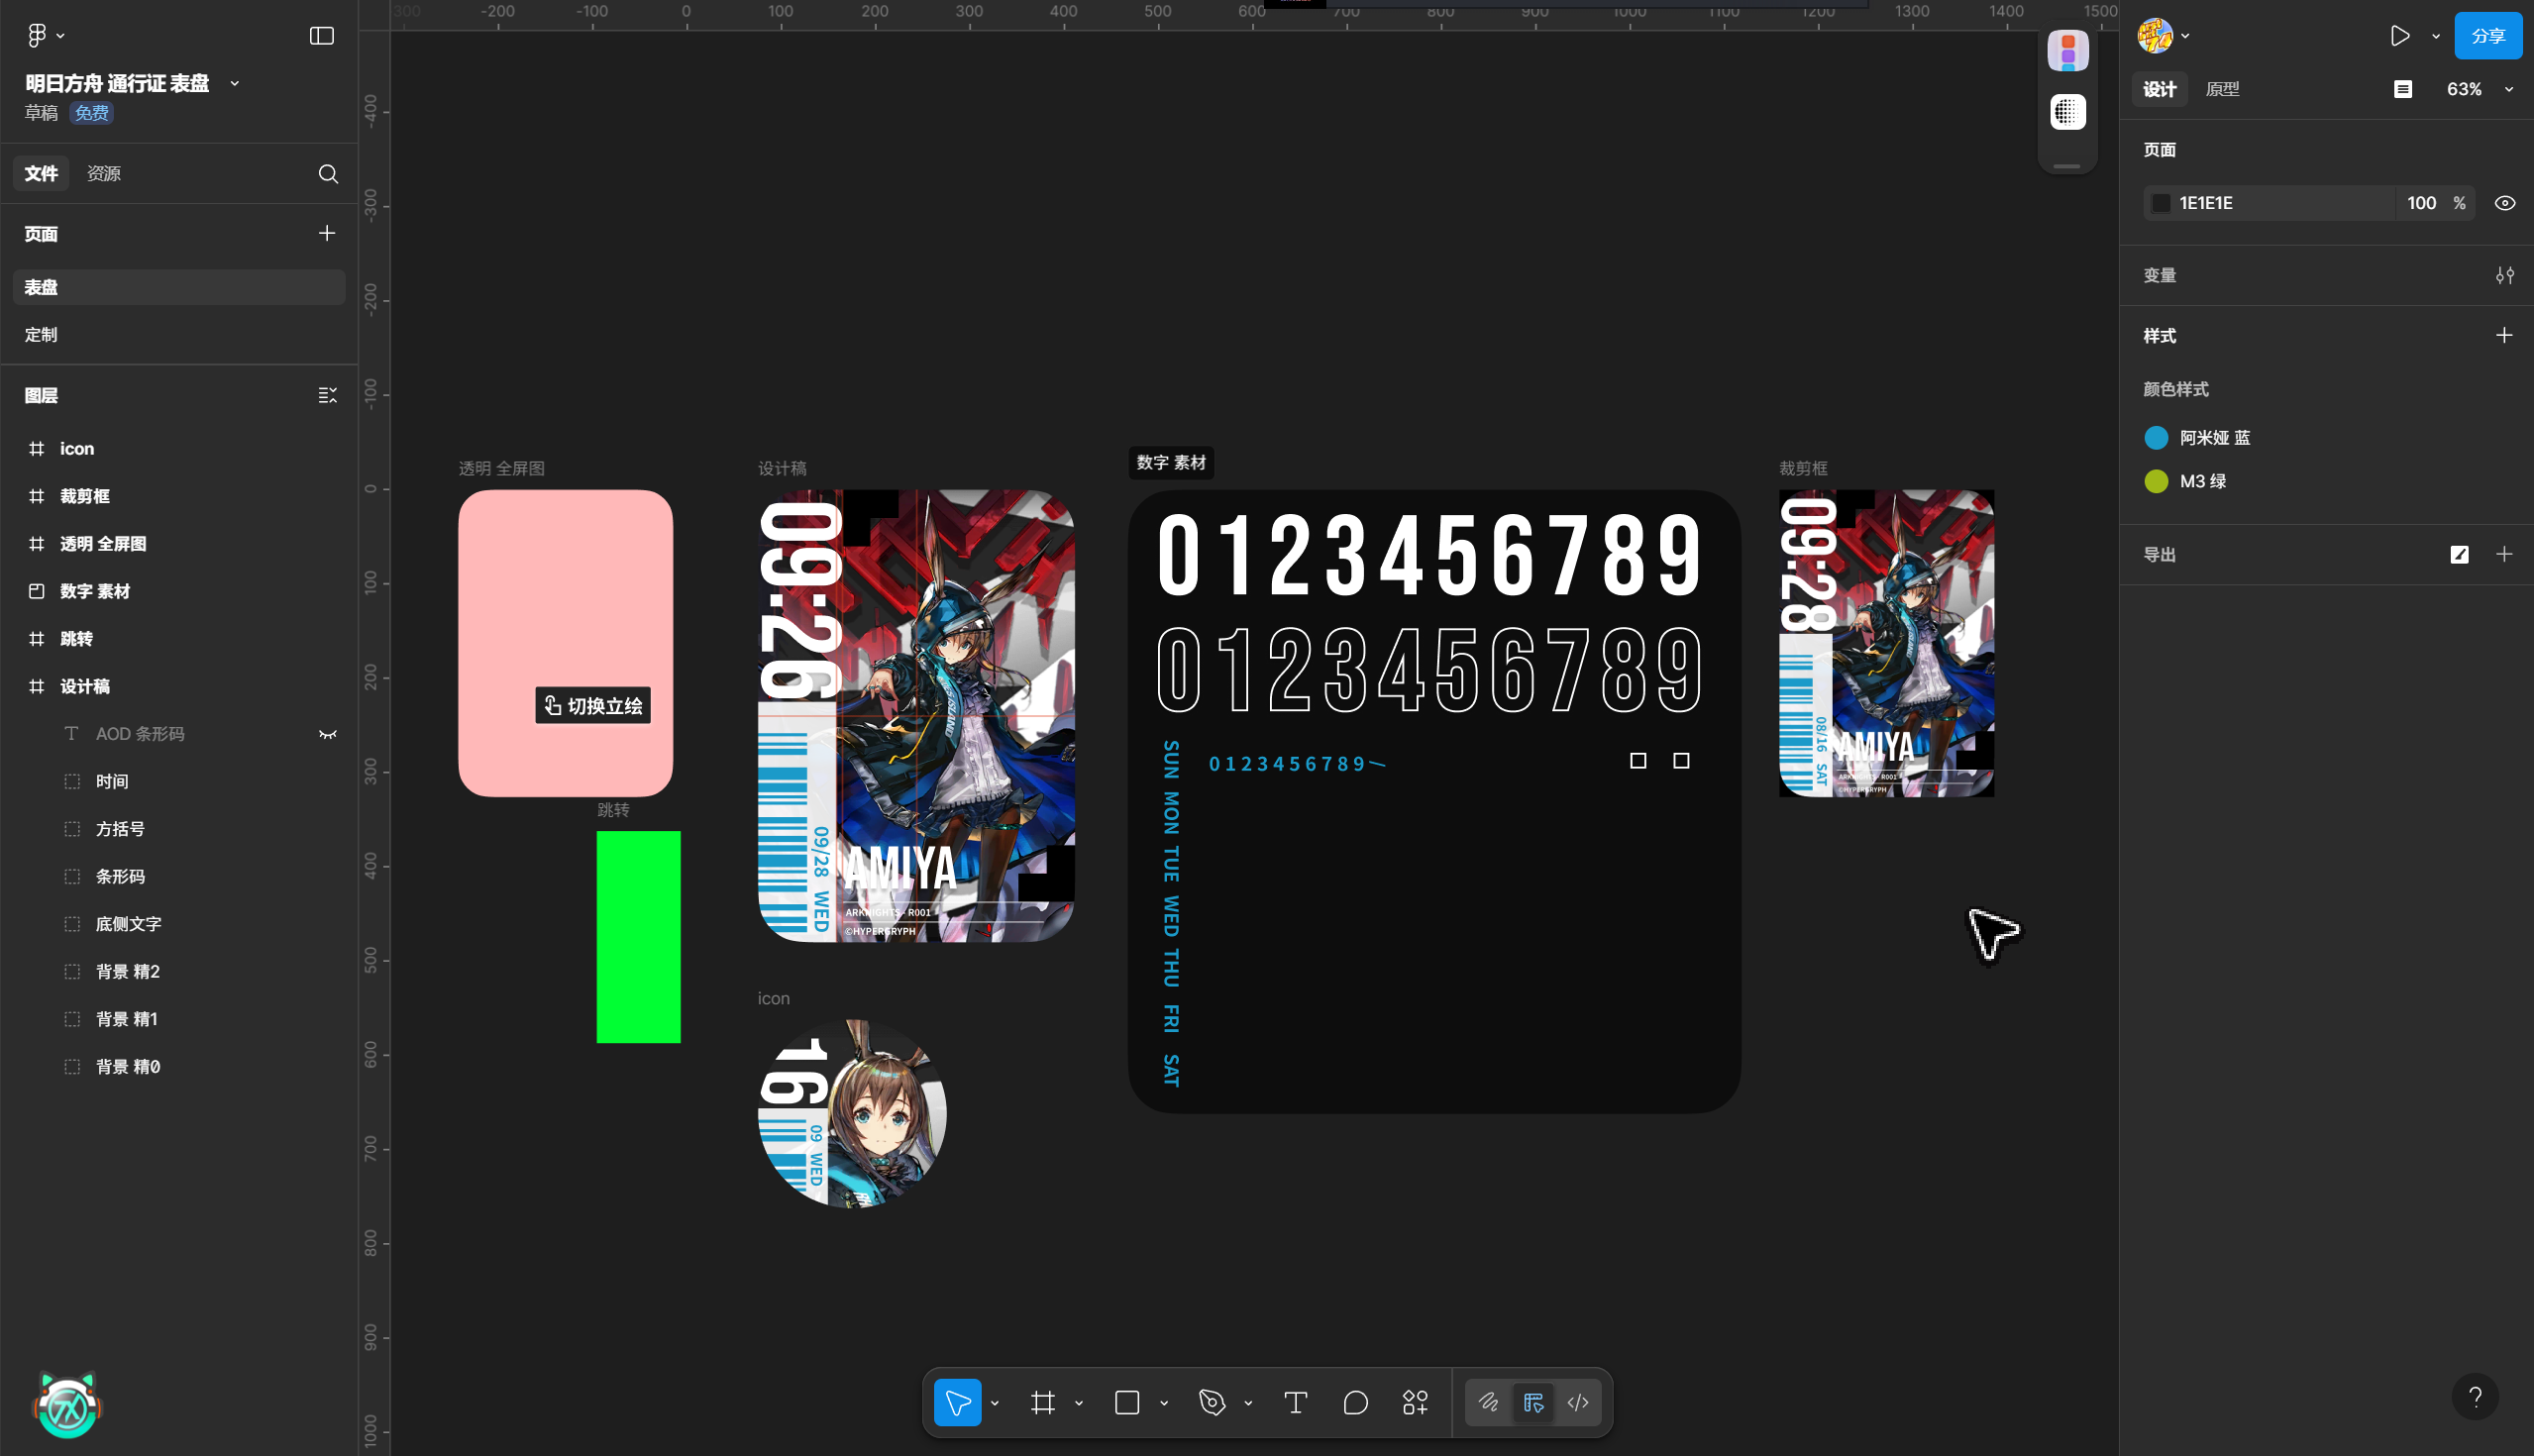 明日方舟 通行证 表盘
草稿 免费
文件 资源
页面
表盘
定制
图层
icon
裁剪框
透明 全屏图
数字 素材
跳转
设计稿
AOD 条形码
时间
方括号
条形码
底侧文字
背景 精2
背景 精1
背景 精0
300 -200 -100 0 100 200 300 400 500 600 700 800 900 1000 1100 1200 1300 1400 1500
-400
-300
-200
-100
0
100
200
300
400
500
600
700
800
900
1000
透明 全屏图
切换立绘
跳转
设计稿
09:26
09/28 WED
AMIYA
ARKNIGHTS - R001
©HYPERGRYPH
icon
16
09 WED
数字 素材
0123456789
0123456789
0123456789
SUN MON TUE WED THU FRI SAT
裁剪框
09:28
08/16 SAT
AMIYA
ARKNIGHTS - R001
©HYPERGRYPH
分享
设计 原型 63%
页面
1E1E1E 100 %
变量
样式
颜色样式
阿米娅 蓝
M3 绿
导出
?